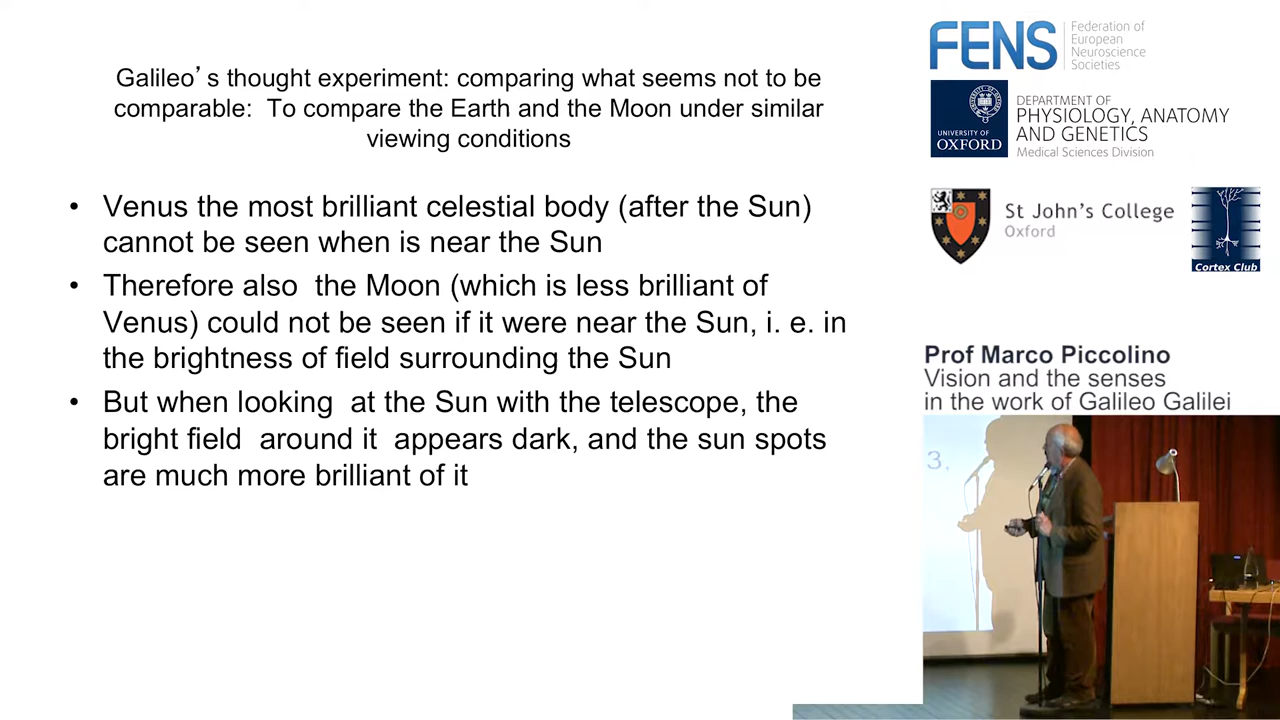 Galileo’s thought experiment: comparing what seems not to be
comparable: To compare the Earth and the Moon under similar
viewing conditions
• Venus the most brilliant celestial body (after the Sun)
cannot be seen when is near the Sun
• Therefore also the Moon (which is less brilliant of
Venus) could not be seen if it were near the Sun, i. e. in
the brightness of field surrounding the Sun
• But when looking at the Sun with the telescope, the
bright field around it appears dark, and the sun spots
are much more brilliant of it
FENS
Federation of
European
Neuroscience
Societies
UNIVERSITY OF
OXFORD
DEPARTMENT OF
PHYSIOLOGY, ANATOMY
AND GENETICS
Medical Sciences Division
St John's College
Oxford
Cortex Club
Prof Marco Piccolino
Vision and the senses
in the work of Galileo Galilei
3,